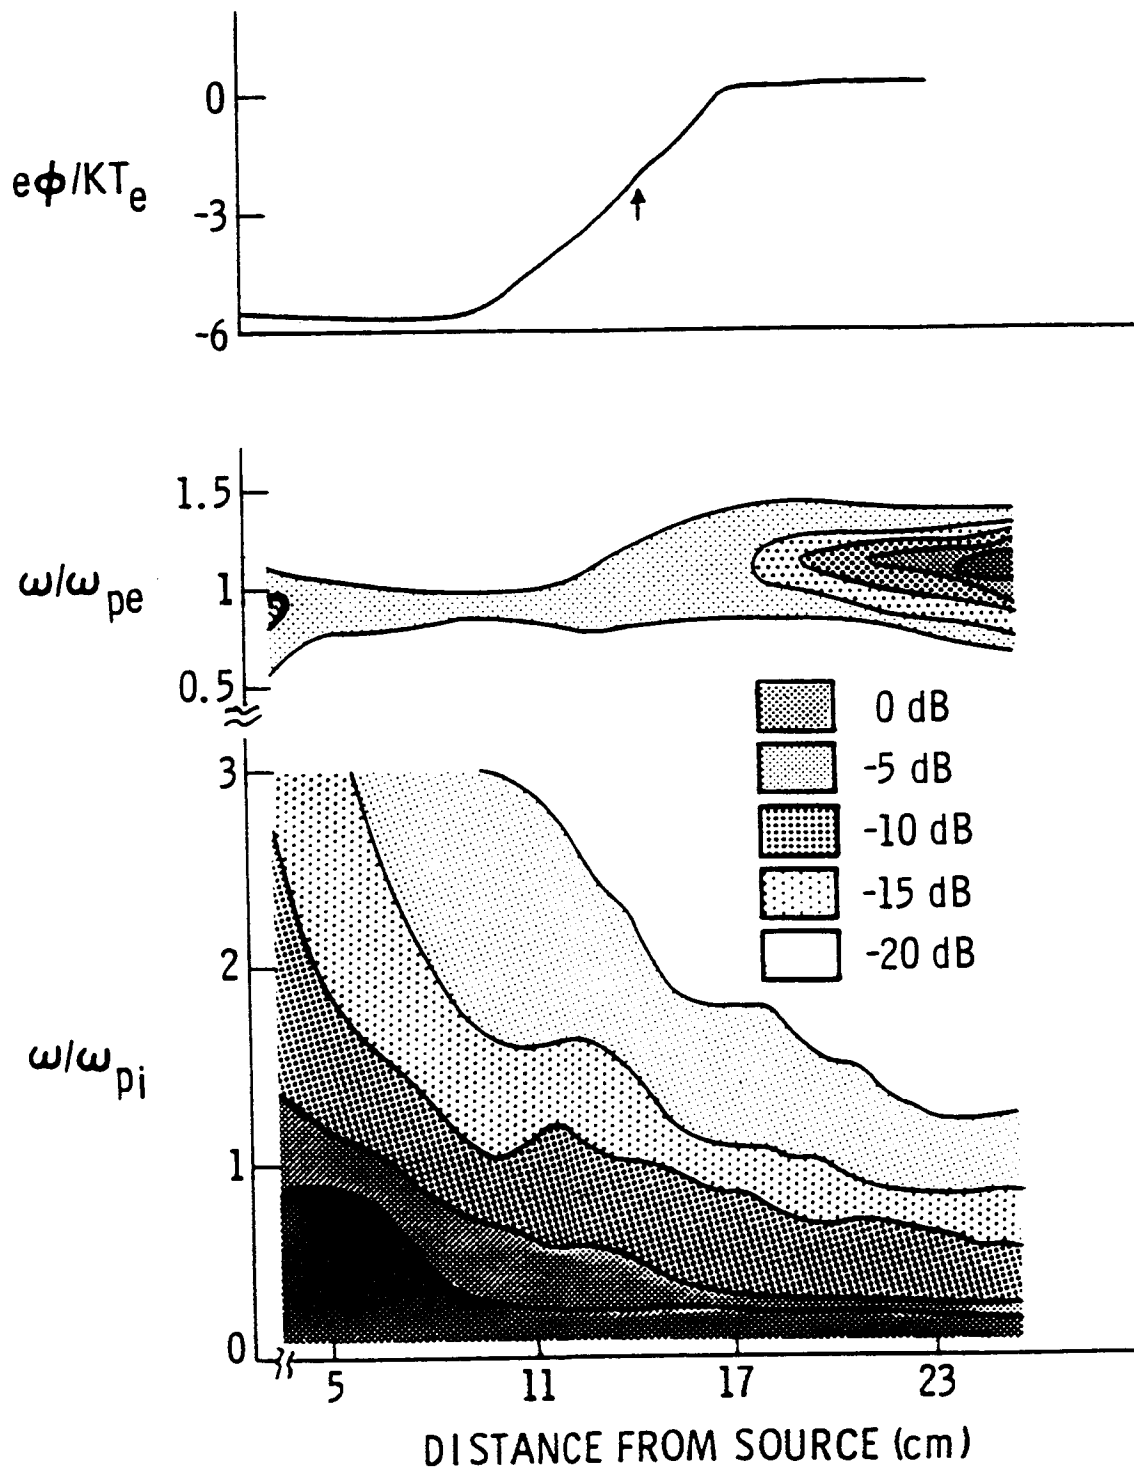 0
eϕ/KTe
-3
-6
1.5
ω/ωpe
1
0.5
0 dB
-5 dB
-10 dB
-15 dB
-20 dB
3
2
ω/ωpi
1
0
5 11 17 23
DISTANCE FROM SOURCE (cm)